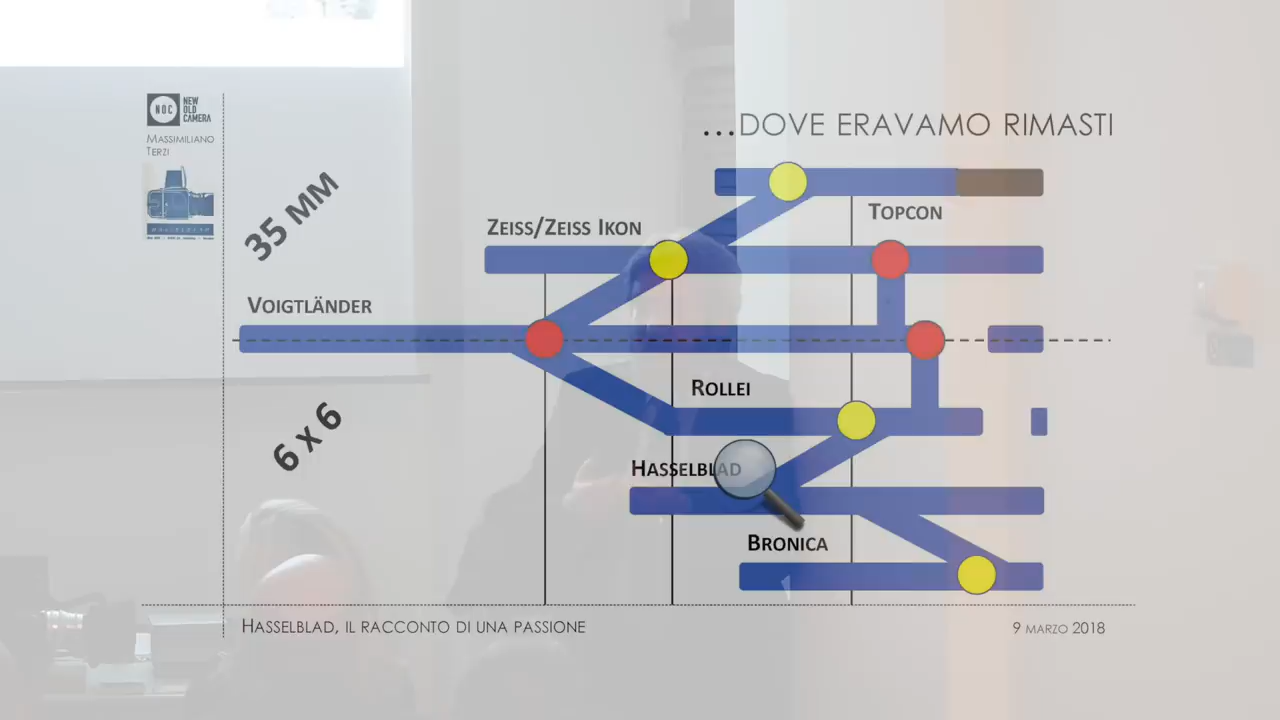 NOC NEW
OLD
CAMERA
MASSIMILIANO
TERZI
...DOVE ERAVAMO RIMASTI
35 MM
TOPCON
ZEISS/ZEISS IKON
VOIGTLÄNDER
ROLLEI
6 X 6
HASSELBLAD
BRONICA
HASSELBLAD, IL RACCONTO DI UNA PASSIONE
9 MARZO 2018